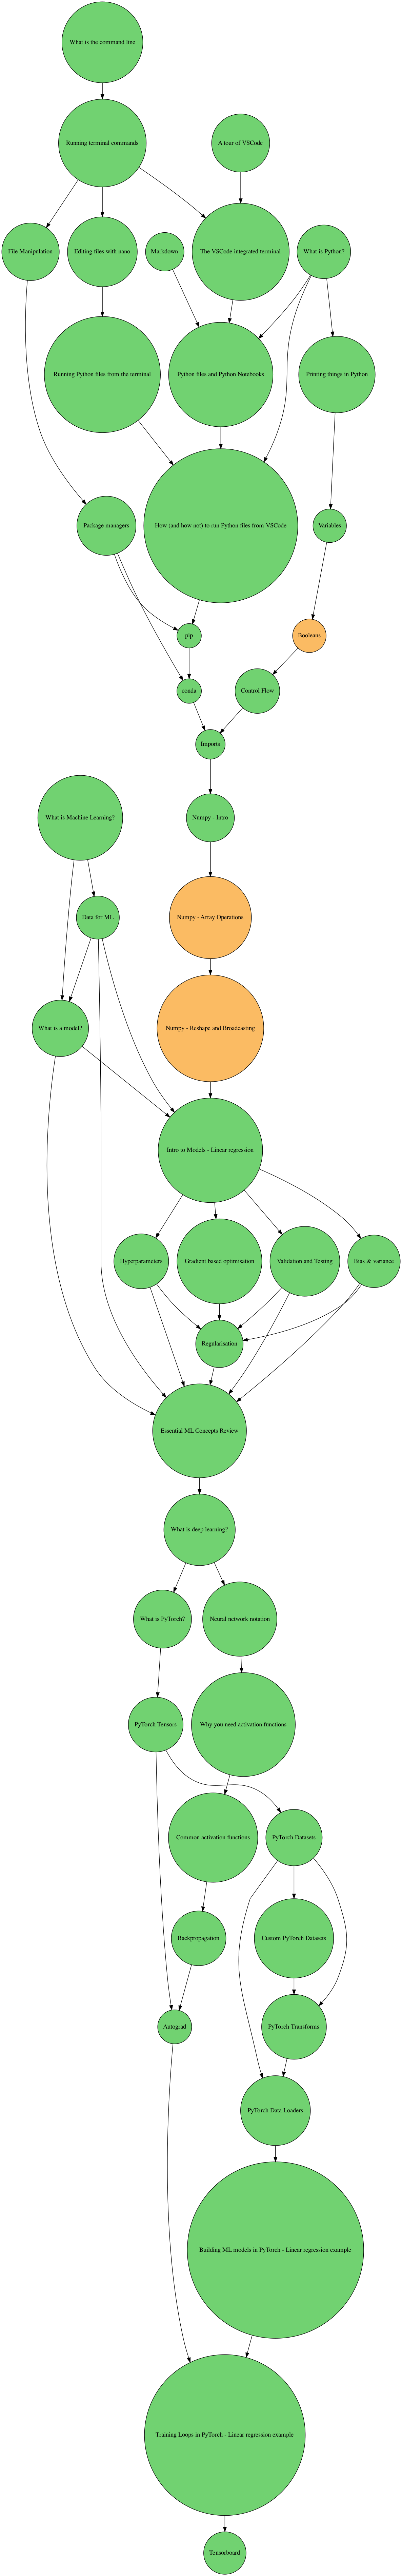 What is the command line
Running terminal commands
A tour of VSCode
File Manipulation
Editing files with nano
Markdown
The VSCode integrated terminal
What is Python?
Running Python files from the terminal
Python files and Python Notebooks
Printing things in Python
Package managers
How (and how not) to run Python files from VSCode
Variables
pip
Booleans
conda
Control Flow
Imports
What is Machine Learning?
Numpy - Intro
Data for ML
Numpy - Array Operations
What is a model?
Numpy - Reshape and Broadcasting
Intro to Models - Linear regression
Hyperparameters
Gradient based optimisation
Validation and Testing
Bias & variance
Regularisation
Essential ML Concepts Review
What is deep learning?
What is PyTorch?
Neural network notation
PyTorch Tensors
Why you need activation functions
Common activation functions
PyTorch Datasets
Backpropagation
Custom PyTorch Datasets
Autograd
PyTorch Transforms
PyTorch Data Loaders
Building ML models in PyTorch - Linear regression example
Training Loops in PyTorch - Linear regression example
Tensorboard